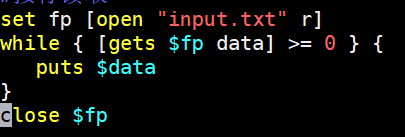 set fp [open "input.txt" r]
while { [gets $fp data] >= 0 } {
   puts $data
}
close $fp